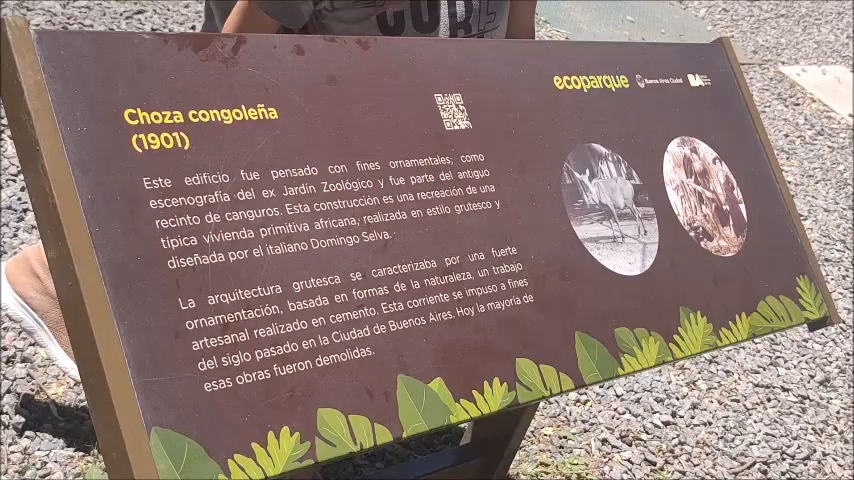 CORE
ecoparque
Buenos Aires Ciudad
BA
Choza congoleña
(1901)
Este edificio fue pensado con fines ornamentales, como
escenografía del ex Jardín Zoológico y fue parte del antiguo
recinto de canguros. Esta construcción es una recreación de una
típica vivienda primitiva africana, realizada en estilo grutesco y
diseñada por el italiano Domingo Selva.
La arquitectura grutesca se caracterizaba por una fuerte
ornamentación, basada en formas de la naturaleza, un trabajo
artesanal realizado en cemento. Esta corriente se impuso a fines
del siglo pasado en la Ciudad de Buenos Aires. Hoy la mayoría de
esas obras fueron demolidas.